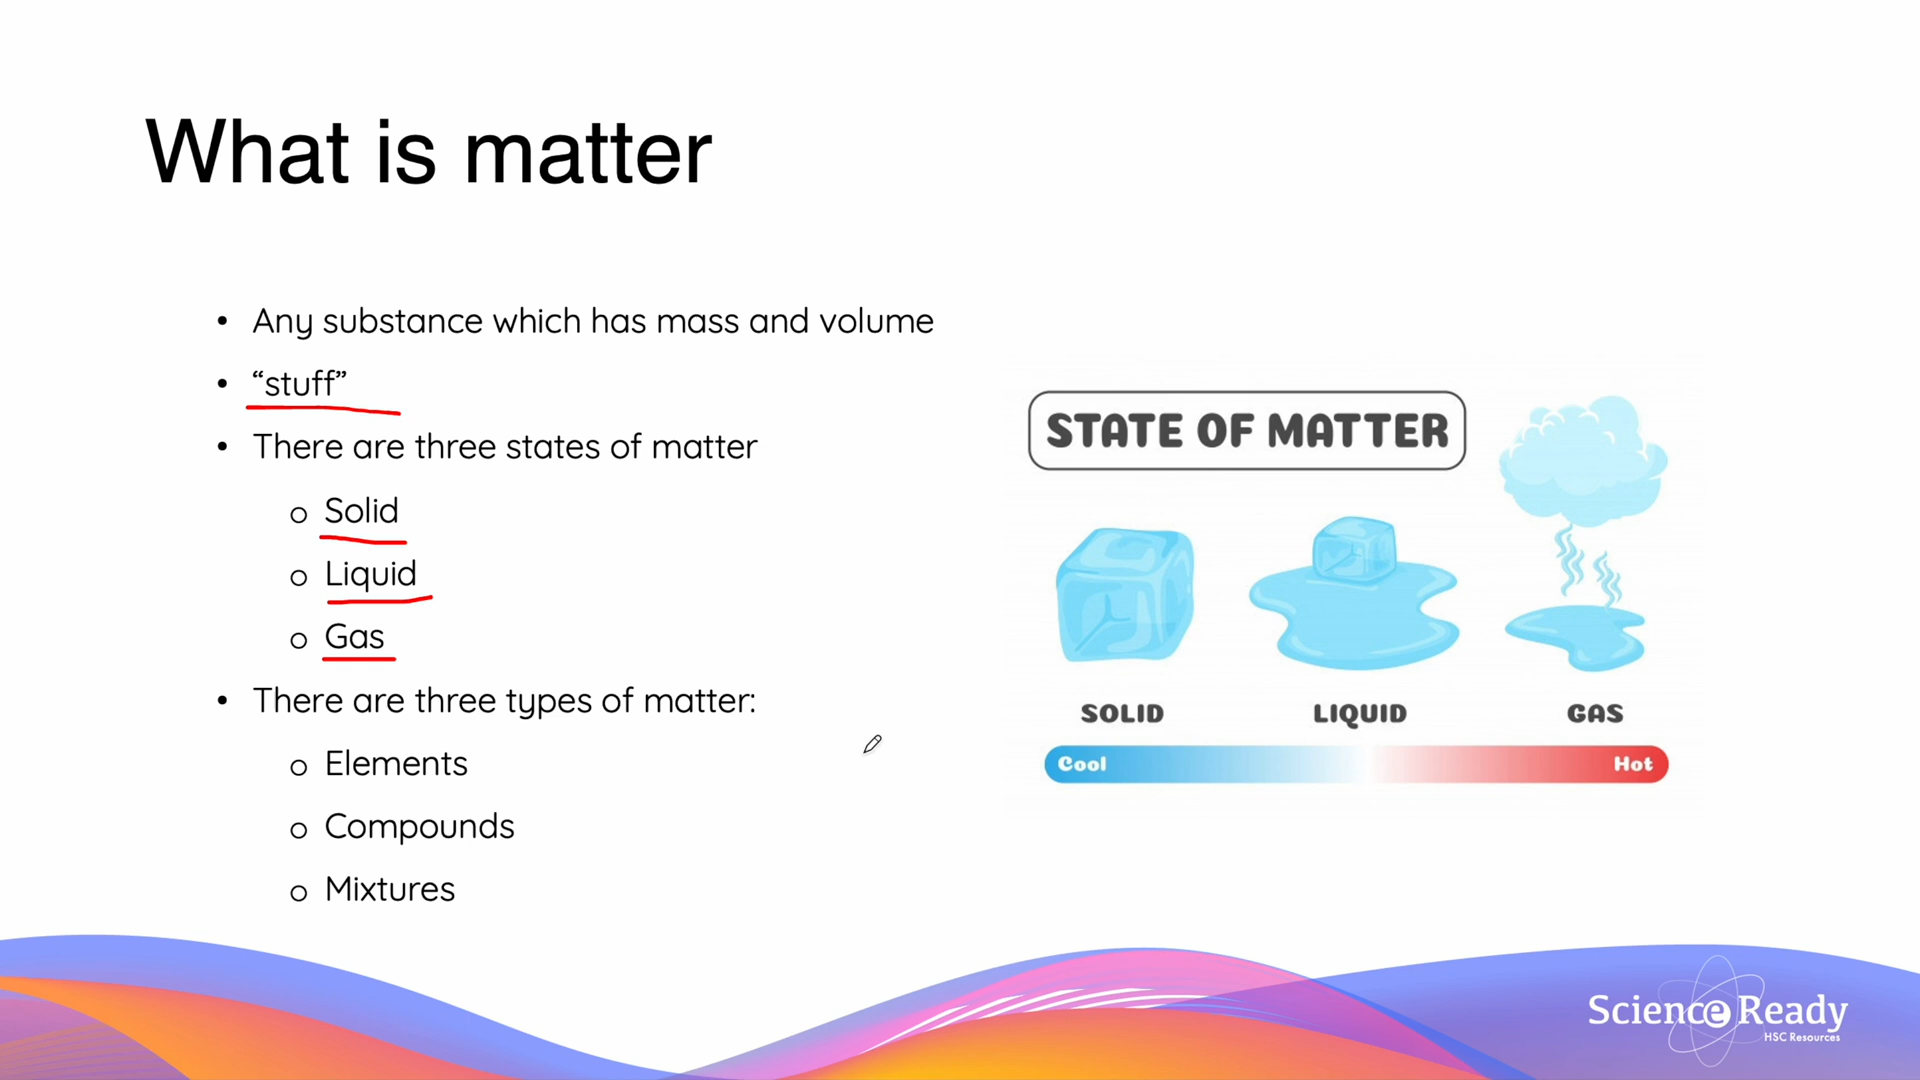 What is matter
• Any substance which has mass and volume
• “stuff”
• There are three states of matter
o Solid
o Liquid
o Gas
• There are three types of matter:
o Elements
o Compounds
o Mixtures
STATE OF MATTER
SOLID LIQUID GAS
Cool Hot
Science Ready
HSC Resources